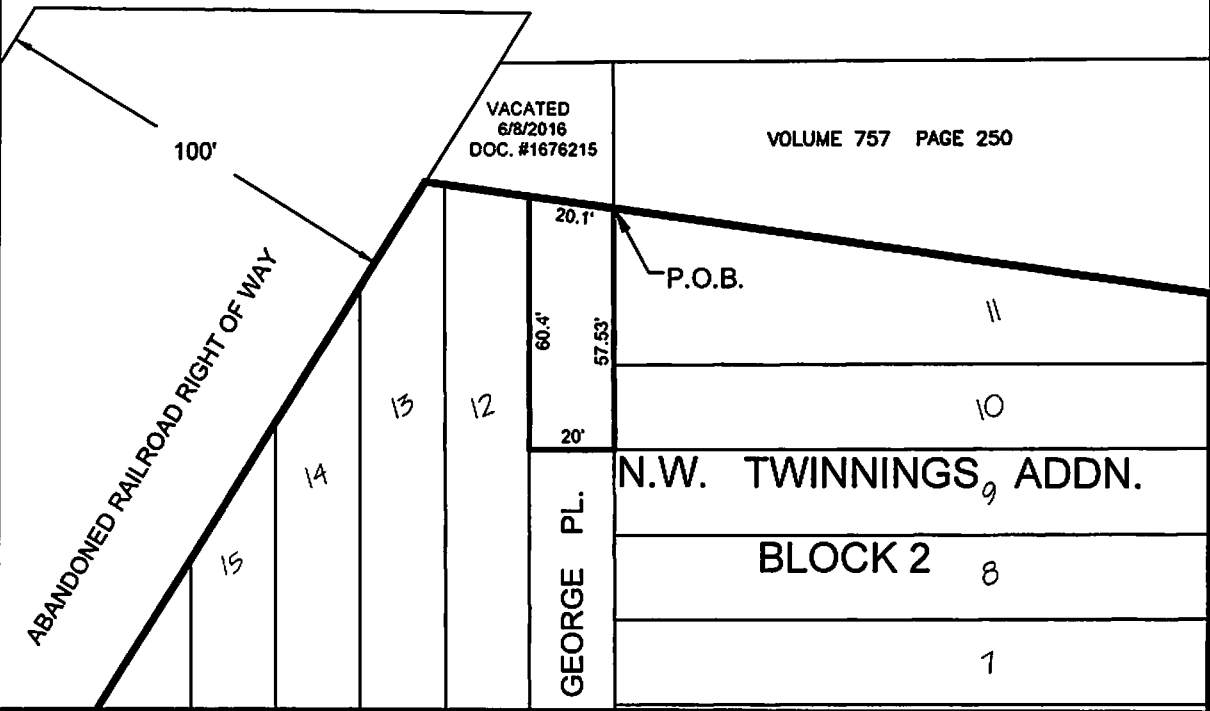 VACATED
6/8/2016
DOC. #1676215
VOLUME 757 PAGE 250
100'
20.1'
P.O.B.
ABANDONED RAILROAD RIGHT OF WAY
60.4'
57.53'
11
13
12
10
20'
14
N.W. TWINNINGS ADDN.
9
15
BLOCK 2
8
GEORGE PL.
7